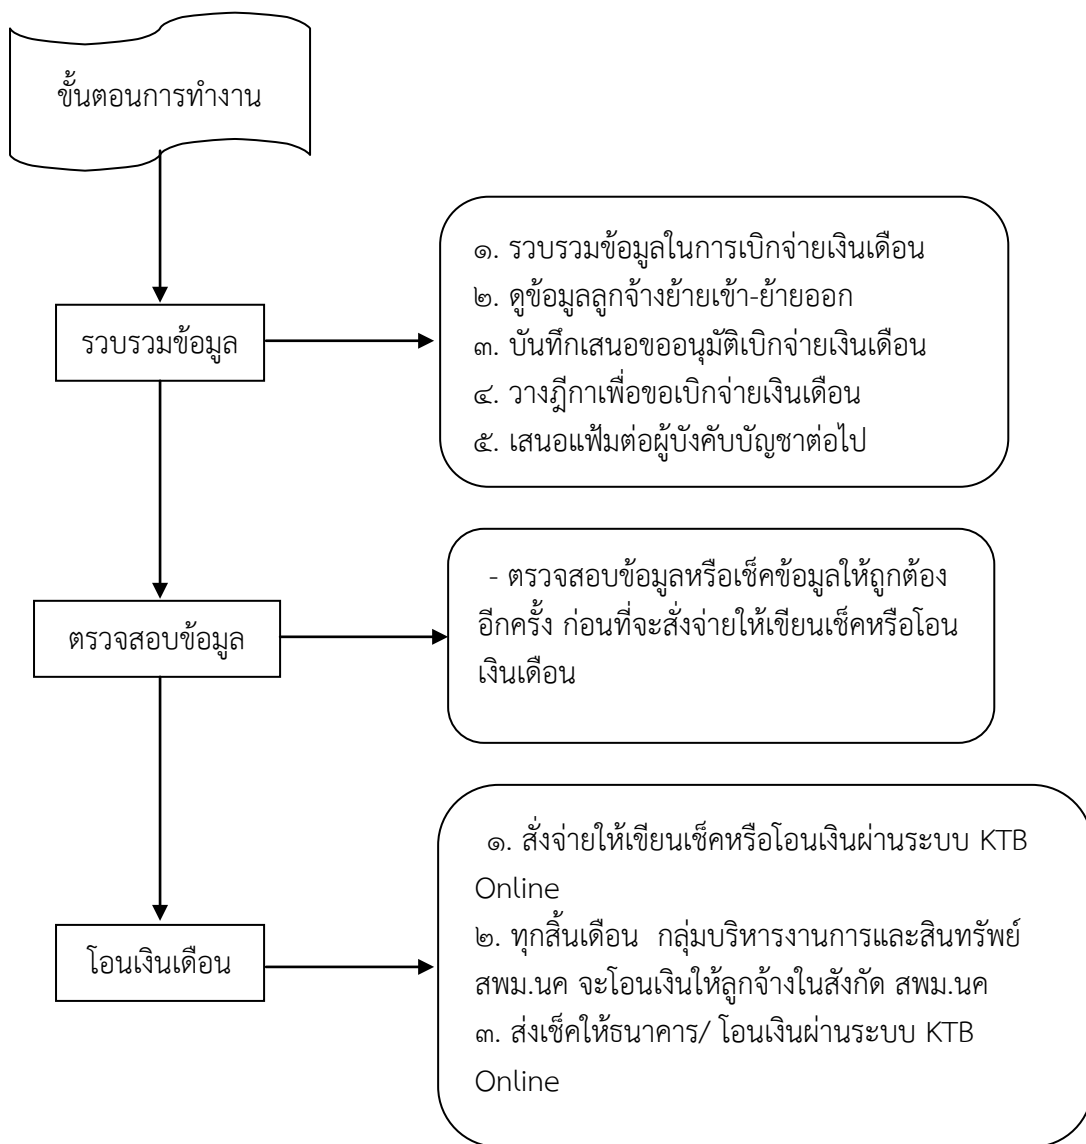 ขั้นตอนการทำงาน
รวบรวมข้อมูล
๑. รวบรวมข้อมูลในการเบิกจ่ายเงินเดือน
๒. ดูข้อมูลลูกจ้างย้ายเข้า-ย้ายออก
๓. บันทึกเสนอขออนุมัติเบิกจ่ายเงินเดือน
๔. วางฎีกาเพื่อขอเบิกจ่ายเงินเดือน
๕. เสนอแฟ้มต่อผู้บังคับบัญชาต่อไป
ตรวจสอบข้อมูล
- ตรวจสอบข้อมูลหรือเช็คข้อมูลให้ถูกต้อง
อีกครั้ง ก่อนที่จะสั่งจ่ายให้เขียนเช็คหรือโอน
เงินเดือน
โอนเงินเดือน
๑. สั่งจ่ายให้เขียนเช็คหรือโอนเงินผ่านระบบ KTB
Online
๒. ทุกสิ้นเดือน กลุ่มบริหารงานการและสินทรัพย์
สพม.นค จะโอนเงินให้ลูกจ้างในสังกัด สพม.นค
๓. ส่งเช็คให้ธนาคาร/ โอนเงินผ่านระบบ KTB
Online